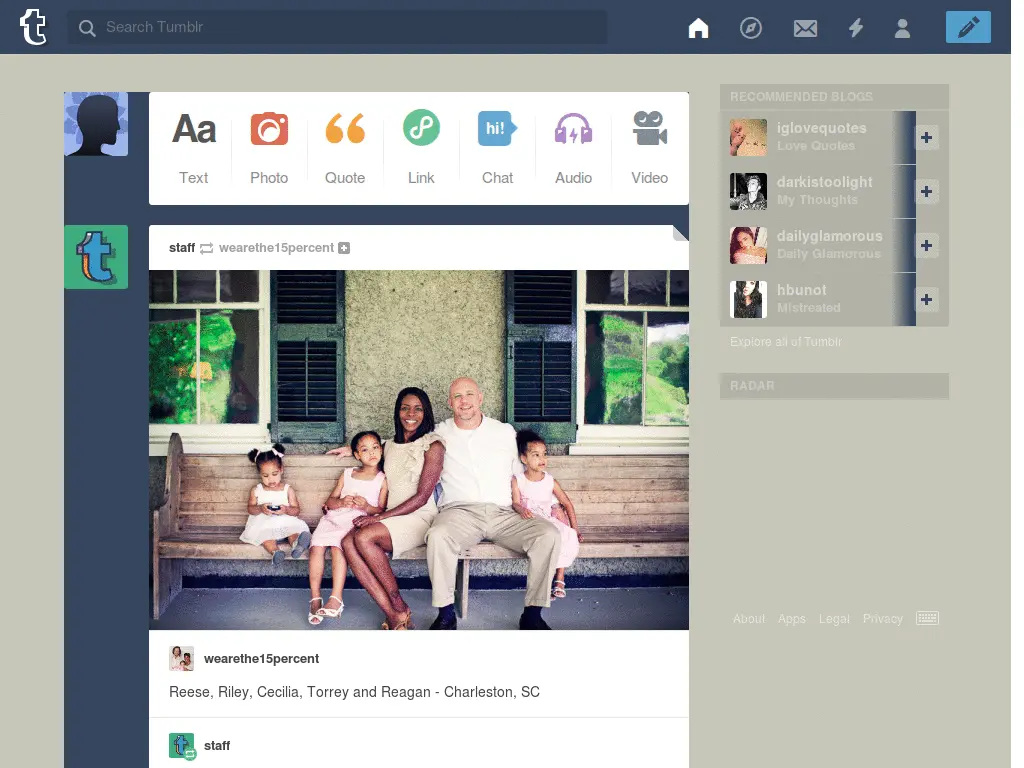 Search Tumblr
Aa
hi!
Text
Photo
Quote
Link
Chat
Audio
Video
staff wearethe15percent
wearethe15percent
Reese, Riley, Cecilia, Torrey and Reagan - Charleston, SC
staff
RECOMMENDED BLOGS
iglovequotes
Love Quotes
darkistoolight
My Thoughts
dailyglamorous
Daily Glamorous
hbunot
Mistreated
Explore all of Tumblr
RADAR
About Apps Legal Privacy